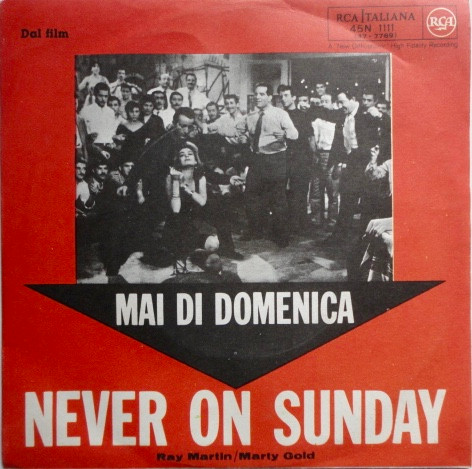 Dal film
RCA ITALIANA
45N 1111
RCA
A "New Orthophonic" High Fidelity Recording
MAI DI DOMENICA
NEVER ON SUNDAY
Ray Martin/Marty Gold